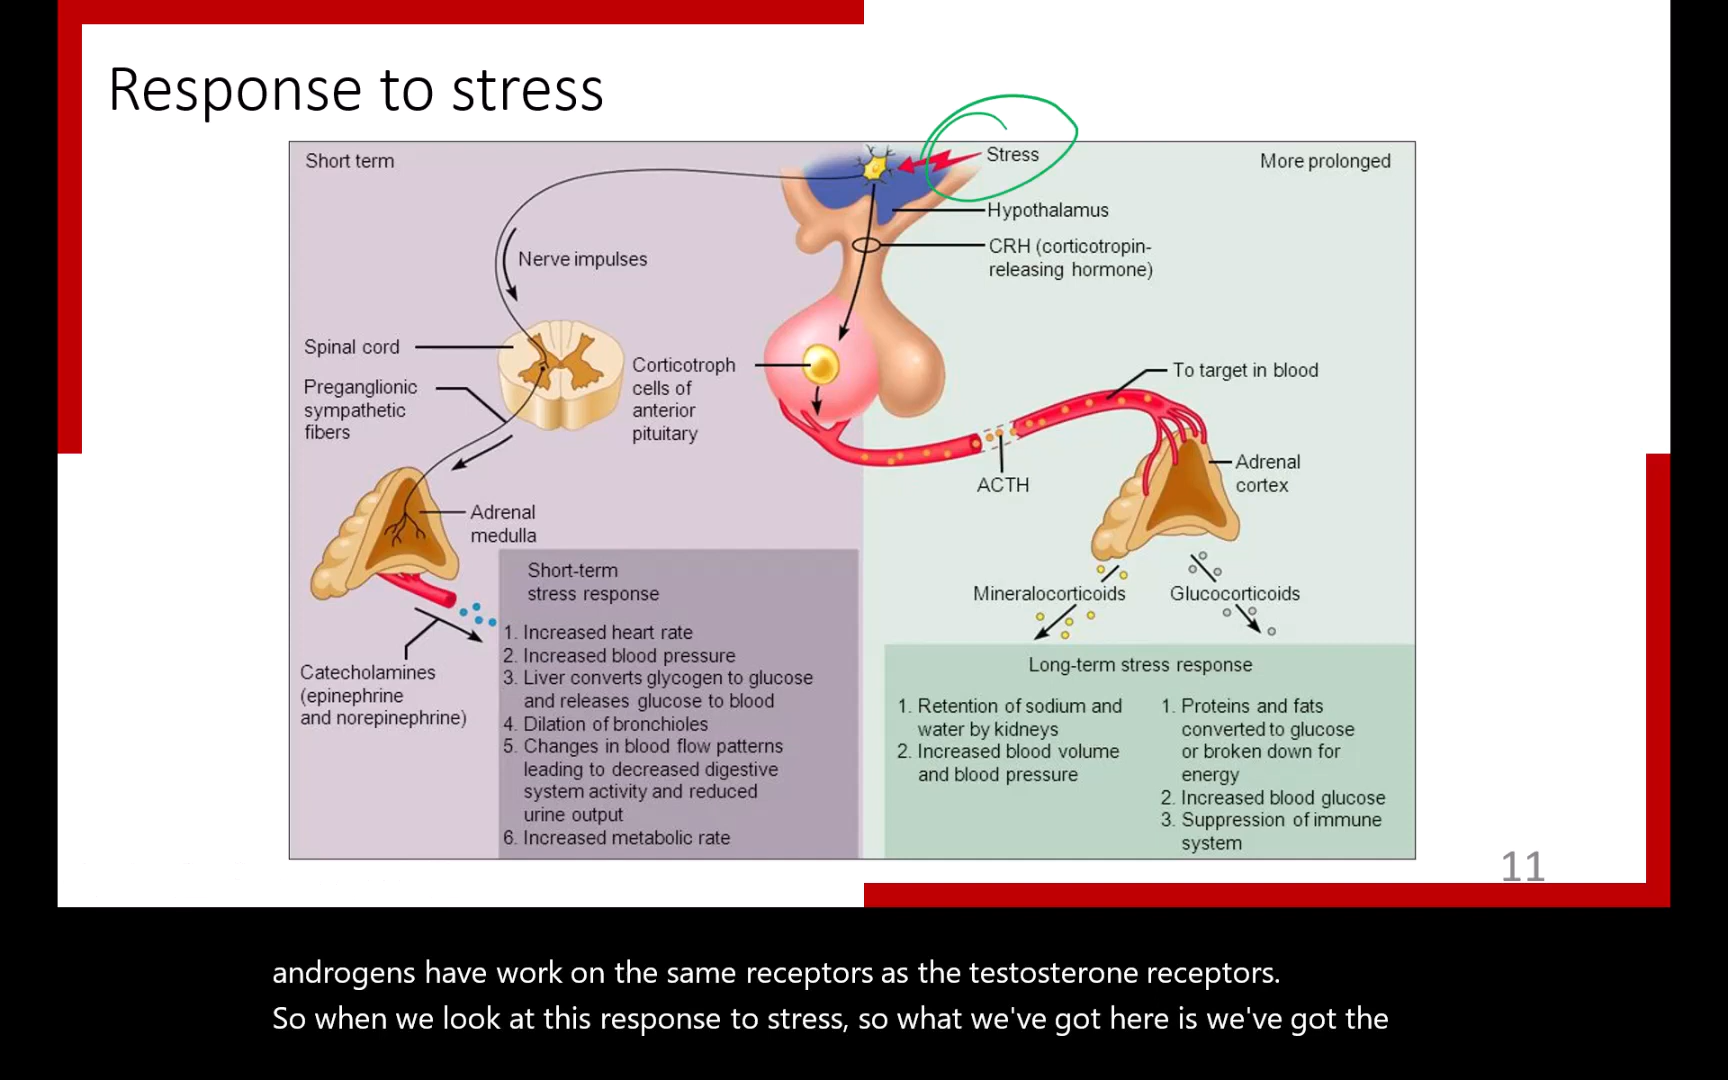 Response to stress
Short term
Stress
More prolonged
Hypothalamus
CRH (corticotropin-
releasing hormone)
Nerve impulses
Spinal cord
Preganglionic
sympathetic
fibers
Corticotroph
cells of
anterior
pituitary
To target in blood
ACTH
Adrenal
cortex
Adrenal
medulla
Catecholamines
(epinephrine
and norepinephrine)
Short-term
stress response
1. Increased heart rate
2. Increased blood pressure
3. Liver converts glycogen to glucose
and releases glucose to blood
4. Dilation of bronchioles
5. Changes in blood flow patterns
leading to decreased digestive
system activity and reduced
urine output
6. Increased metabolic rate
Mineralocorticoids
Glucocorticoids
Long-term stress response
1. Retention of sodium and
water by kidneys
2. Increased blood volume
and blood pressure
1. Proteins and fats
converted to glucose
or broken down for
energy
2. Increased blood glucose
3. Suppression of immune
system
11
androgens have work on the same receptors as the testosterone receptors.
So when we look at this response to stress, so what we've got here is we've got the